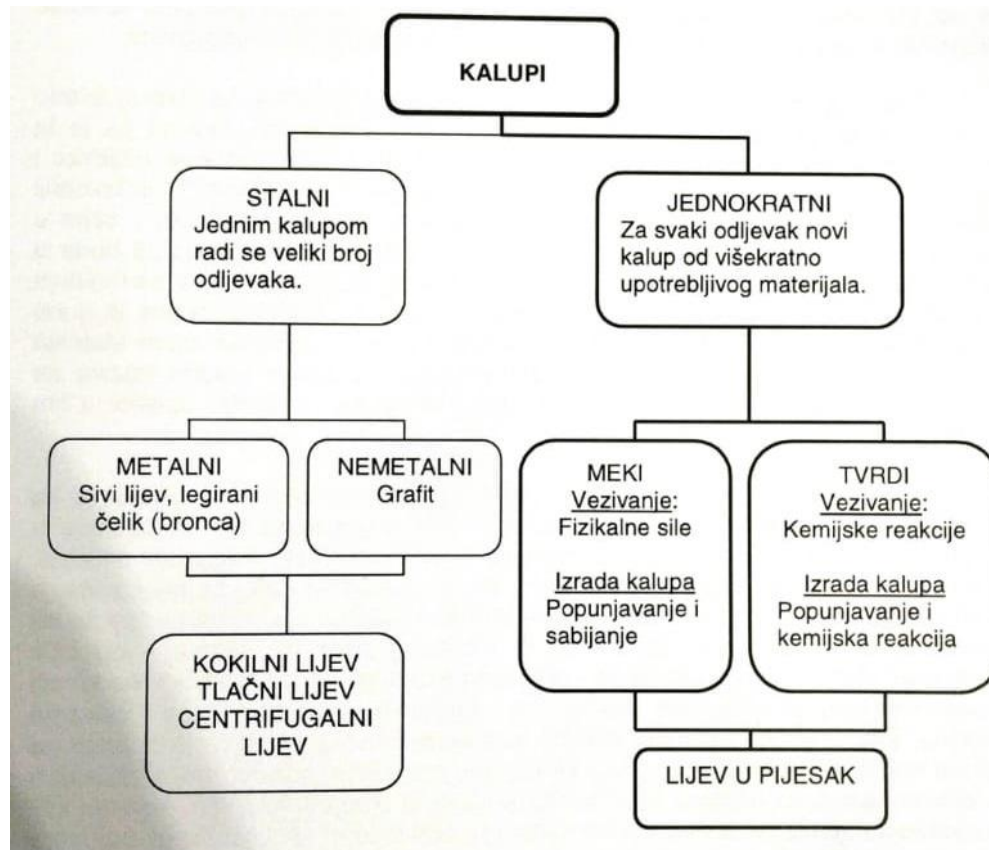 KALUPI
STALNI
Jednim kalupom
radi se veliki broj
odljevaka.
JEDNOKRATNI
Za svaki odljevak novi
kalup od višekratno
upotrebljivog materijala.
METALNI
Sivi lijev, legirani
čelik (bronca)
NEMETALNI
Grafit
MEKI
Vezivanje:
Fizikalne sile
Izrada kalupa
Popunjavanje i
sabijanje
TVRDI
Vezivanje:
Kemijske reakcije
Izrada kalupa
Popunjavanje i
kemijska reakcija
KOKILNI LIJEV
TLAČNI LIJEV
CENTRIFUGALNI
LIJEV
LIJEV U PIJESAK